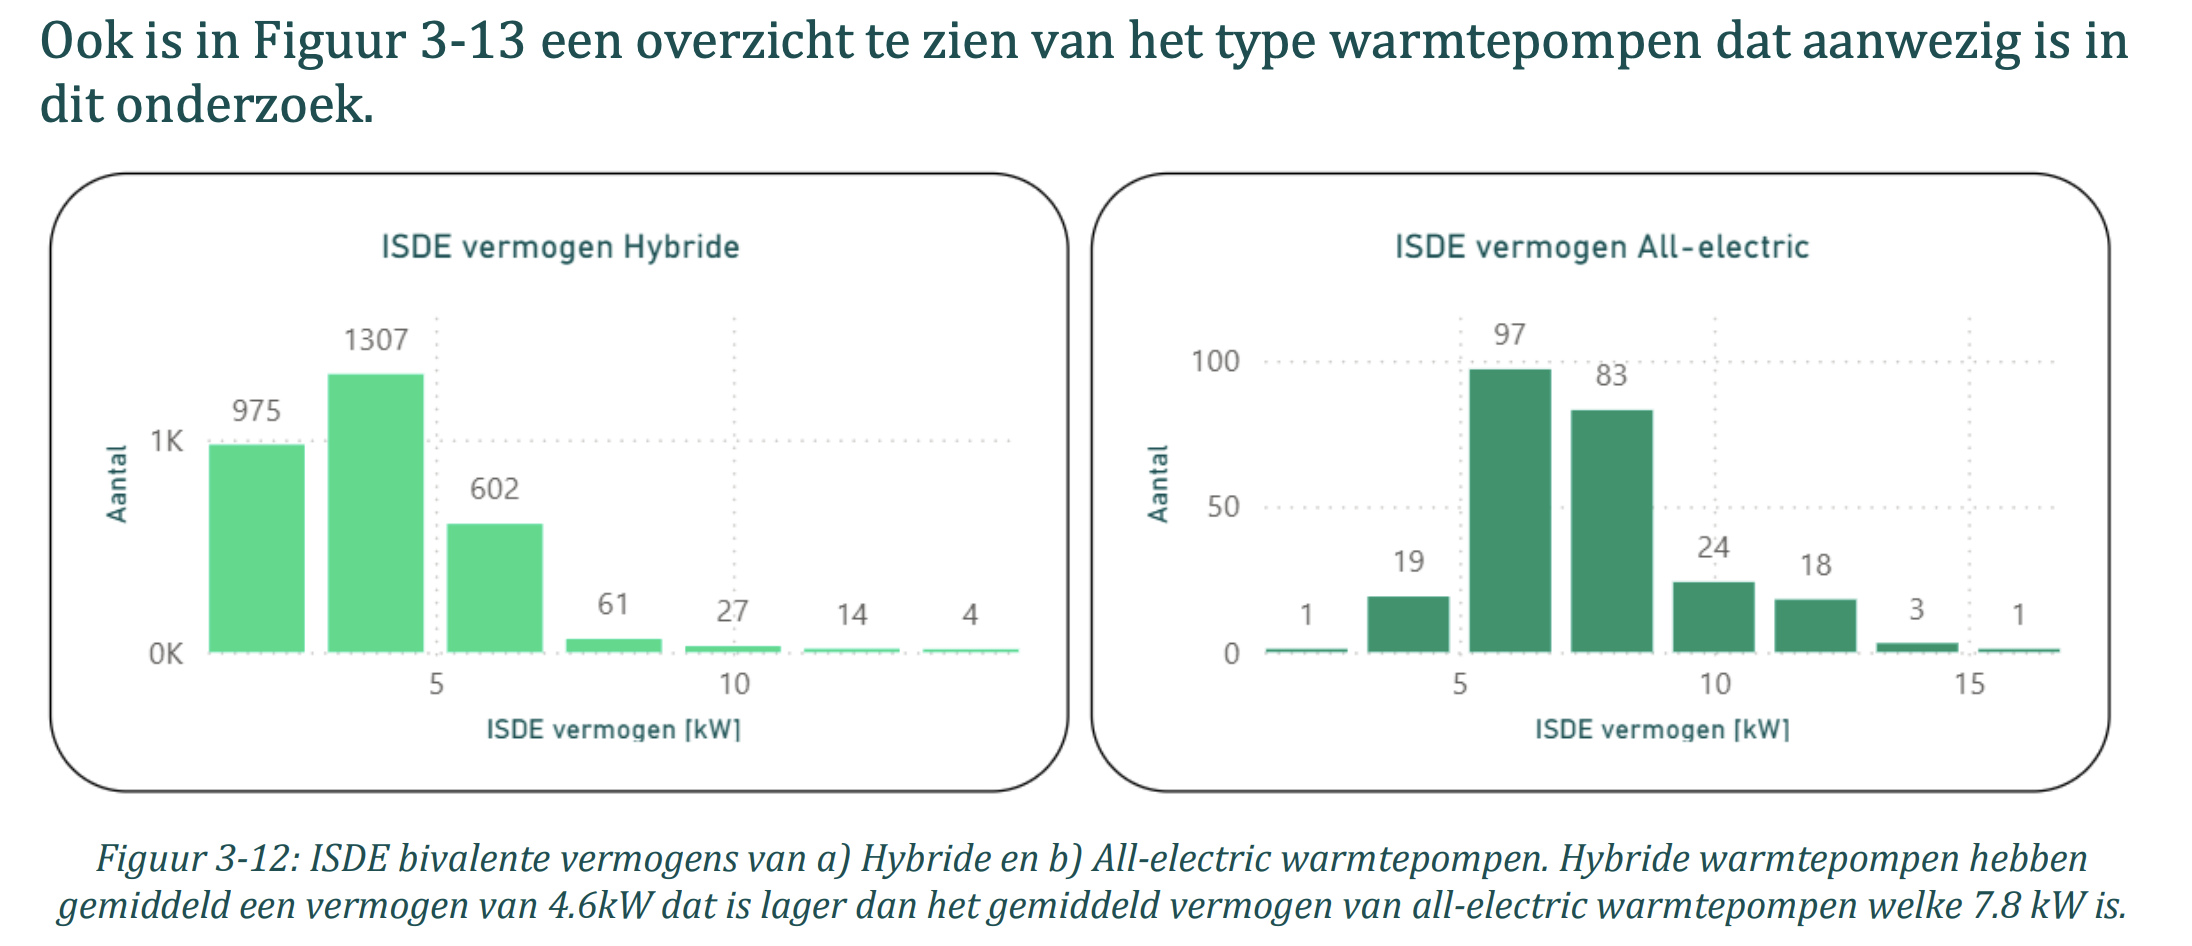 Ook is in Figuur 3-13 een overzicht te zien van het type warmtepompen dat aanwezig is in
dit onderzoek.
ISDE vermogen Hybride
1307
975
1K
602
Aantal
61
27
14
4
0K
5
10
ISDE vermogen [kW]
ISDE vermogen All-electric
97
100
83
Aantal
50
24
19
18
1
3
1
0
5
10
15
ISDE vermogen [kW]
Figuur 3-12: ISDE bivalente vermogens van a) Hybride en b) All-electric warmtepompen. Hybride warmtepompen hebben
gemiddeld een vermogen van 4.6kW dat is lager dan het gemiddeld vermogen van all-electric warmtepompen welke 7.8 kW is.